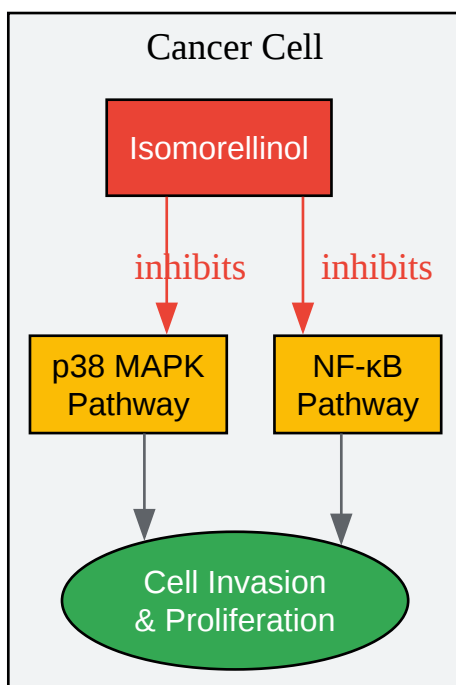 Cancer Cell
Isomorellinol
inhibits
inhibits
p38 MAPK
Pathway
NF-κB
Pathway
Cell Invasion
& Proliferation